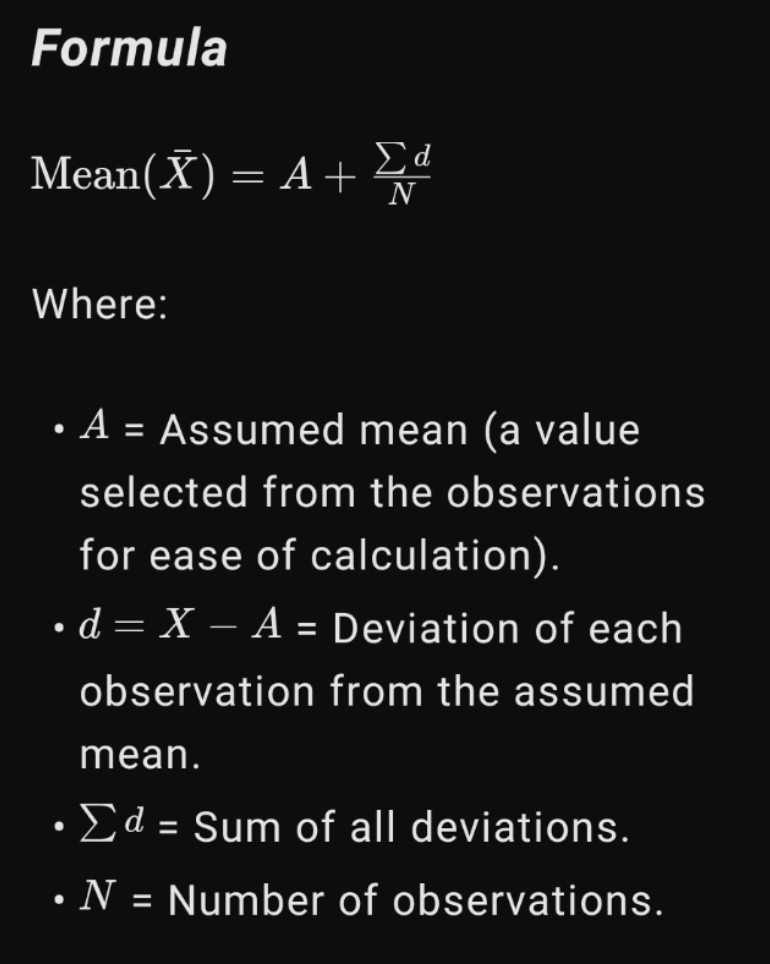 Formula
Mean(X̄) = A + ∑d/N
Where:
• A = Assumed mean (a value
selected from the observations
for ease of calculation).
• d = X − A = Deviation of each
observation from the assumed
mean.
• ∑d = Sum of all deviations.
• N = Number of observations.